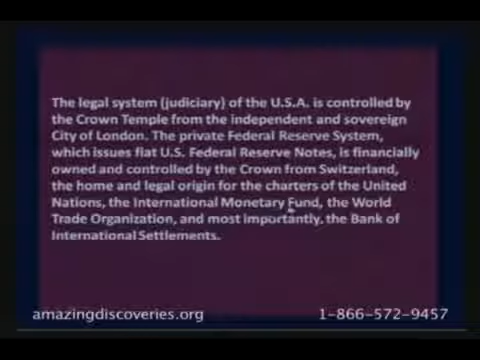 The legal system (judiciary) of the U.S.A. is controlled by
the Crown Temple from the independent and sovereign
City of London. The private Federal Reserve System,
which issues fiat U.S. Federal Reserve Notes, is financially
owned and controlled by the Crown from Switzerland,
the home and legal origin for the charters of the United
Nations, the International Monetary Fund, the World
Trade Organization, and most importantly, the Bank of
International Settlements.
amazingdiscoveries.org 1-866-572-9457